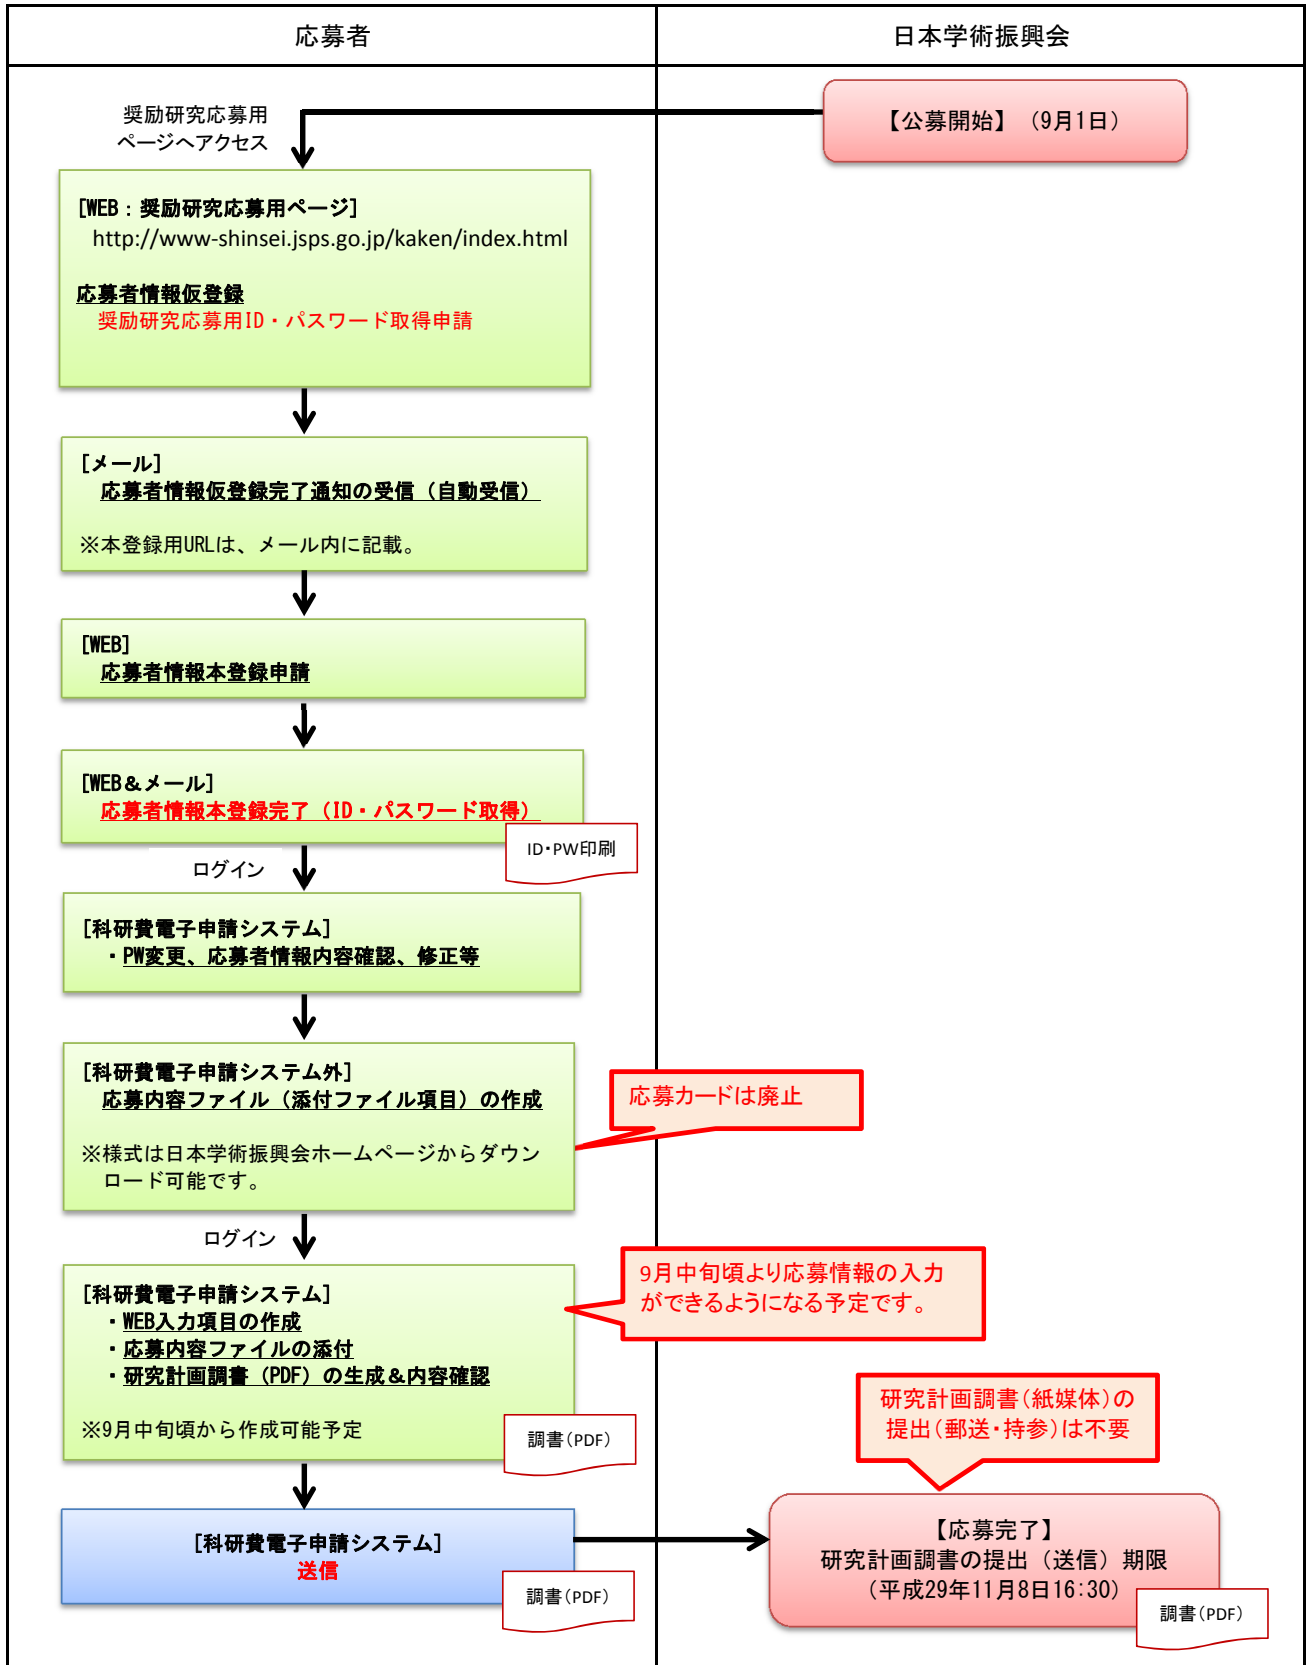 応募者
日本学術振興会
奨励研究応募用
ページへアクセス
【公募開始】（9月1日）
[WEB：奨励研究応募用ページ]
http://www-shinsei.jsps.go.jp/kaken/index.html
応募者情報仮登録
奨励研究応募用ID・パスワード取得申請
[メール]
応募者情報仮登録完了通知の受信（自動受信）
※本登録用URLは、メール内に記載。
[WEB]
応募者情報本登録申請
[WEB＆メール]
応募者情報本登録完了（ID・パスワード取得）
ID・PW印刷
ログイン
[科研費電子申請システム]
・PW変更、応募者情報内容確認、修正等
[科研費電子申請システム外]
応募内容ファイル（添付ファイル項目）の作成
※様式は日本学術振興会ホームページからダウン
ロード可能です。
応募カードは廃止
ログイン
[科研費電子申請システム]
・WEB入力項目の作成
・応募内容ファイルの添付
・研究計画調書（PDF）の生成＆内容確認
※9月中旬頃から作成可能予定
調書（PDF）
9月中旬頃より応募情報の入力
ができるようになる予定です。
研究計画調書（紙媒体）の
提出（郵送・持参）は不要
[科研費電子申請システム]
送信
調書（PDF）
【応募完了】
研究計画調書の提出（送信）期限
（平成29年11月8日16:30）
調書（PDF）